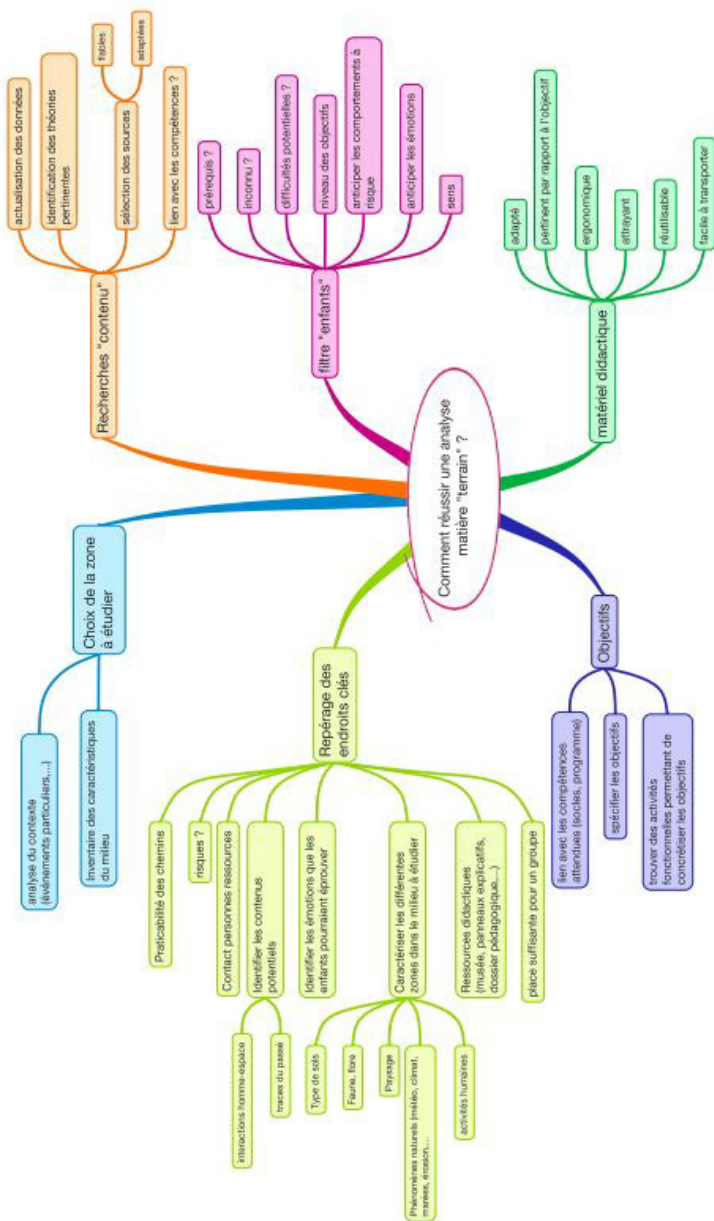 Comment réussir une analyse
matière "terrain" ?
Recherches "contenu"
actualisation des données
identification des théories
pertinentes
sélection des sources
fiables
adaptées
lien avec les compétences ?
filtre "enfants"
prérequis ?
inconnu ?
difficultés potentielles ?
niveau des objectifs
anticiper les comportements à
risque
anticiper les émotions
sens
matériel didactique
adapté
pertinent par rapport à l'objectif
ergonomique
attrayant
réutilisable
facile à transporter
Choix de la zone
à étudier
analyse du contexte
(événements particuliers,...)
Inventaire des caractéristiques
du milieu
Repérage des
endroits clés
Praticabilité des chemins
risques ?
Contact personnes ressources
Identifier les contenus
potentiels
interactions homme-espace
traces du passé
Identifier les émotions que les
enfants pourraient éprouver
Caractériser les différentes
zones dans le milieu à étudier
Type de sols
Faune, flore
Paysage
Phénomènes naturels (météo, climat,
marées, érosion,...
activités humaines
Ressources didactiques
(musée, panneaux explicatifs,
dossier pédagogique,...)
place suffisante pour un groupe
Objectifs
lien avec les compétences
attendues (socles, programme)
spécifier les objectifs
trouver des activités
fonctionnelles permettant de
concrétiser les objectifs